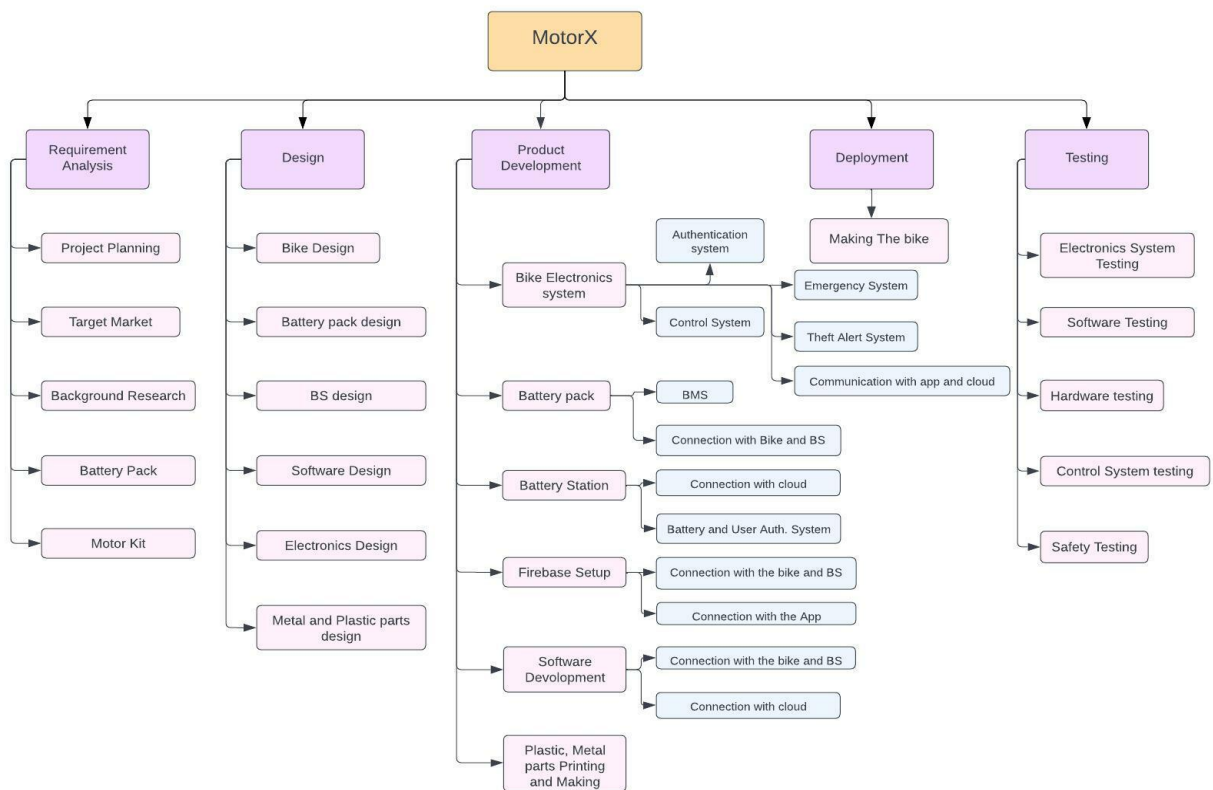 MotorX
Requirement
Analysis
Project Planning
Target Market
Background Research
Battery Pack
Motor Kit
Design
Bike Design
Battery pack design
BS design
Software Design
Electronics Design
Metal and Plastic parts
design
Product
Development
Bike Electronics
system
Authentication
system
Control System
Emergency System
Theft Alert System
Communication with app and cloud
Battery pack
BMS
Connection with Bike and BS
Battery Station
Connection with cloud
Battery and User Auth. System
Firebase Setup
Connection with the bike and BS
Connection with the App
Software
Devolopment
Connection with the bike and BS
Connection with cloud
Plastic, Metal
parts Printing
and Making
Deployment
Making The bike
Testing
Electronics System
Testing
Software Testing
Hardware testing
Control System testing
Safety Testing